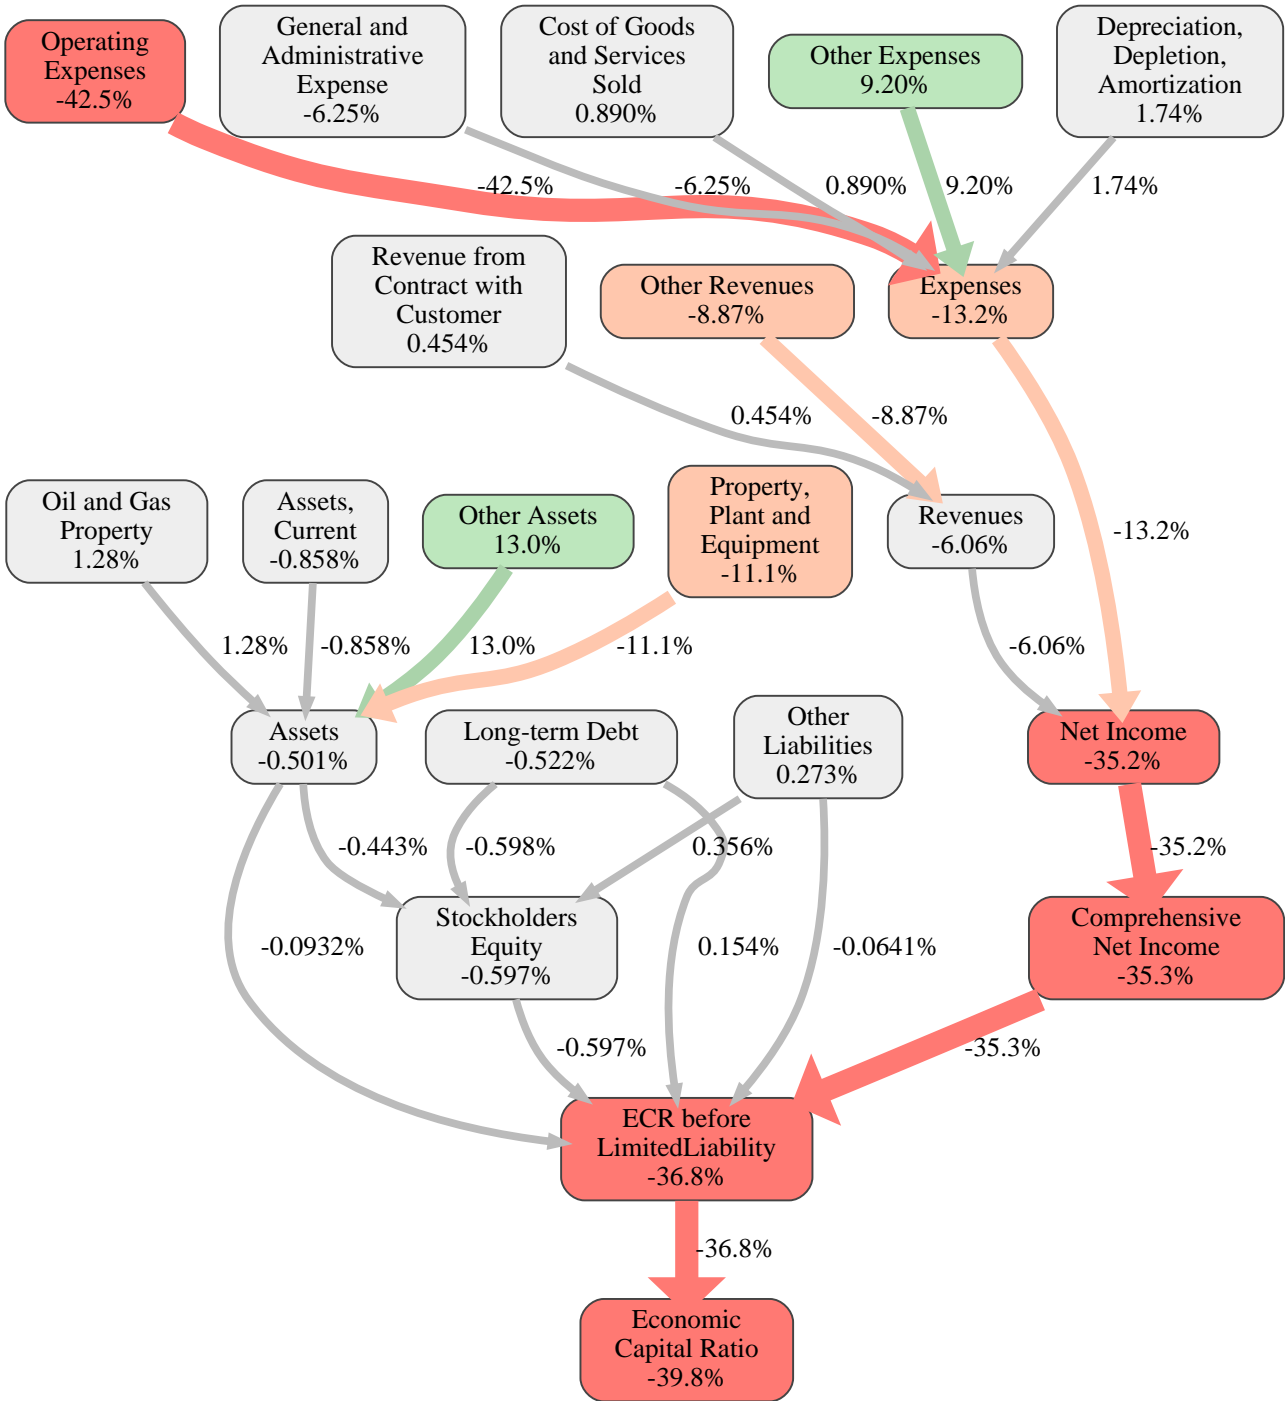 Operating
Expenses
-42.5%
General and
Administrative
Expense
-6.25%
Cost of Goods
and Services
Sold
0.890%
Other Expenses
9.20%
Depreciation,
Depletion,
Amortization
1.74%
-42.5%
-6.25%
0.890%
9.20%
1.74%
Revenue from
Contract with
Customer
0.454%
Other Revenues
-8.87%
Expenses
-13.2%
0.454%
-8.87%
Oil and Gas
Property
1.28%
Assets,
Current
-0.858%
Other Assets
13.0%
Property,
Plant and
Equipment
-11.1%
Revenues
-6.06%
-13.2%
1.28%
-0.858%
13.0%
-11.1%
-6.06%
Assets
-0.501%
Long-term Debt
-0.522%
Other
Liabilities
0.273%
Net Income
-35.2%
-0.443%
-0.598%
0.356%
-35.2%
Stockholders
Equity
-0.597%
Comprehensive
Net Income
-35.3%
-0.0932%
0.154%
-0.0641%
-0.597%
-35.3%
ECR before
LimitedLiability
-36.8%
-36.8%
Economic
Capital Ratio
-39.8%